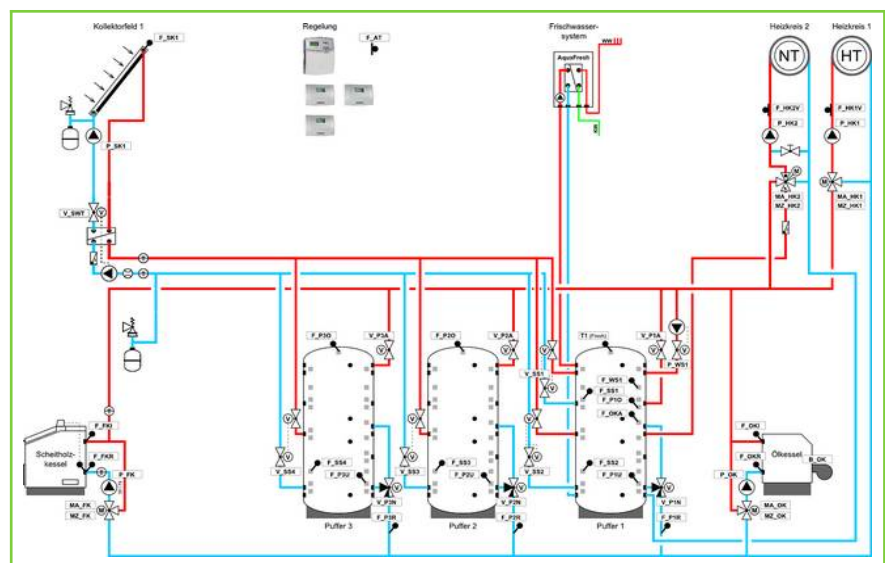 Kollektorfeld 1
F_SK1
Regelung
F_AT
Frischwasser-
system
AquaFresh
WW
KW
Heizkreis 2
Heizkreis 1
NT
HT
F_HK2V
F_HK1V
P_HK2
P_HK1
M
M
MA_HK2
MZ_HK2
MA_HK1
MZ_HK1
P_SK1
V_SWT
V
F_P3O
V_P3A
F_P2O
V_P2A
T1 (Fresh)
V_P1A
P_WS1
V_SS1
F_WS1
F_SS1
F_P1O
F_OKA
F_FKI
F_FKR
Scheitholz-
kessel
P_FK
MA_FK
MZ_FK
M
V_SS4
F_SS4
F_P3U
V_P3N
F_P3R
Puffer 3
V_SS3
F_SS3
F_P2U
V_P2N
F_P2R
Puffer 2
V_SS2
F_SS2
F_P1U
V_P1N
F_P1R
Puffer 1
F_OKI
F_OKR
Ölkessel
B_OK
P_OK
MA_OK
MZ_OK
M